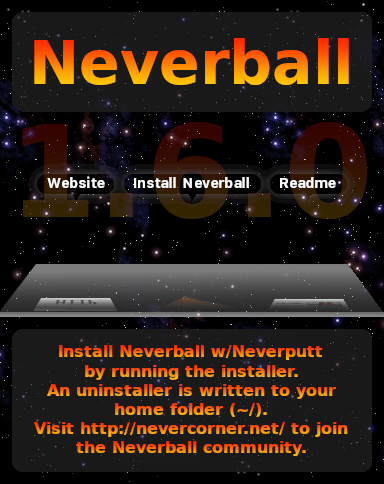 Neverball
1.6.0
Website Install Neverball Readme
Install Neverball w/Neverputt
by running the installer.
An uninstaller is written to your
home folder (~/).
Visit http://nevercorner.net/ to join
the Neverball community.